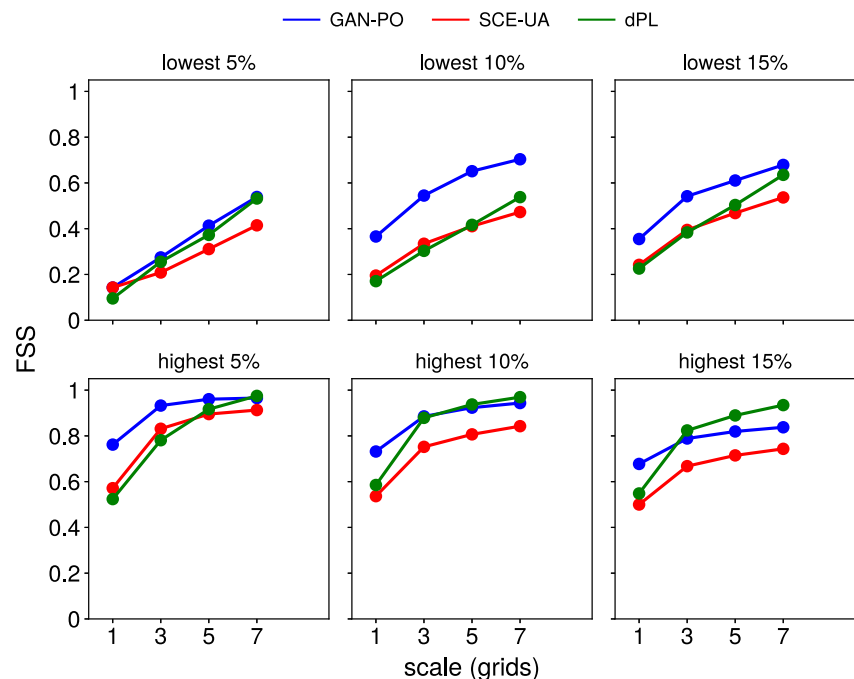 GAN-PO SCE-UA dPL
lowest 5% lowest 10% lowest 15%
1
0.8
0.6
0.4
0.2
0
highest 5% highest 10% highest 15%
FSS
1
0.8
0.6
0.4
0.2
0
1 3 5 7 1 3 5 7 1 3 5 7
scale (grids)